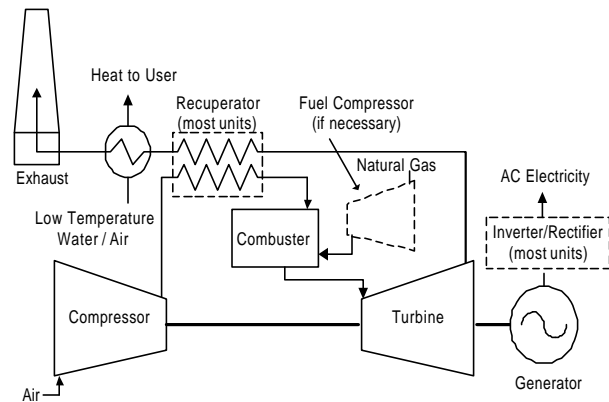 Heat to User
Recuperator
(most units)
Fuel Compressor
(if necessary)
Natural Gas
Exhaust
AC Electricity
Low Temperature
Water / Air
Combuster
Inverter/Rectifier
(most units)
Compressor
Turbine
Generator
Air